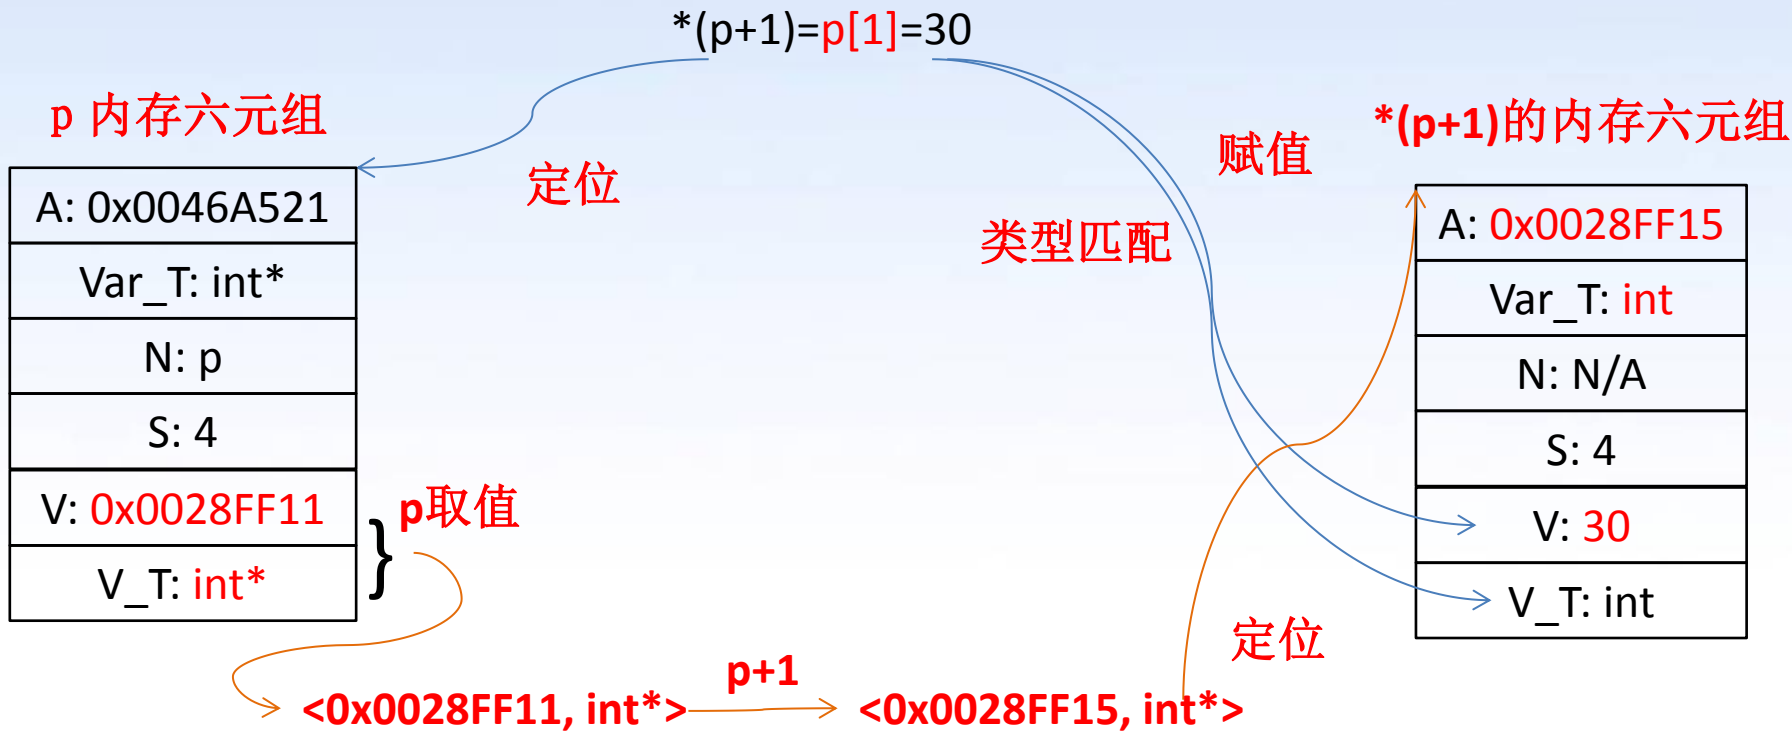 *(p+1)=p[1]=30
p 内存六元组
定位
赋值
*(p+1)的内存六元组
类型匹配
A: 0x0046A521
Var_T: int*
N: p
S: 4
V: 0x0028FF11
V_T: int*
}
p取值
A: 0x0028FF15
Var_T: int
N: N/A
S: 4
V: 30
V_T: int
定位
<0x0028FF11, int*>
p+1
<0x0028FF15, int*>